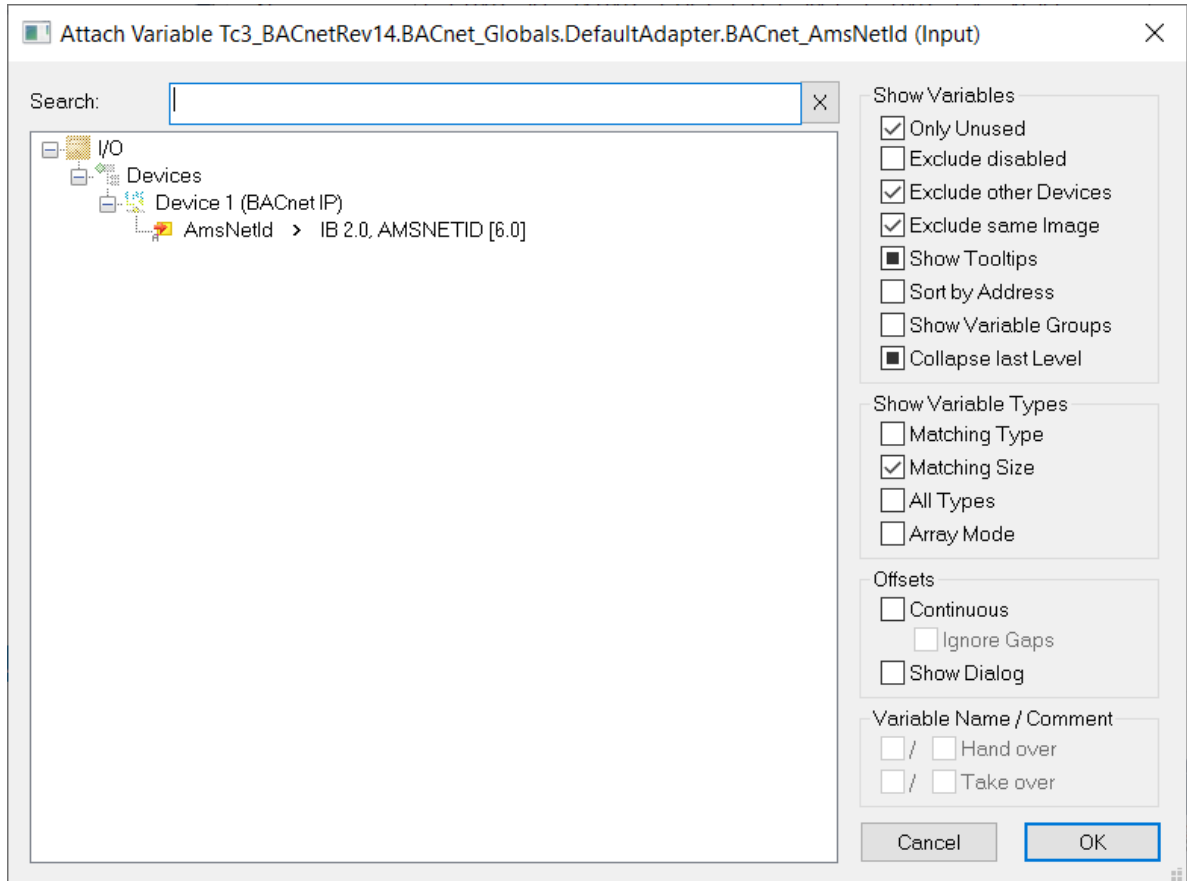 Attach Variable Tc3_BACnetRev14.BACnet_Globals.DefaultAdapter.BACnet_AmsNetId (Input)
Search:
I/O
Devices
Device 1 (BACnet IP)
AmsNetId > IB 2.0, AMSNETID [6.0]
Show Variables
Only Unused
Exclude disabled
Exclude other Devices
Exclude same Image
Show Tooltips
Sort by Address
Show Variable Groups
Collapse last Level
Show Variable Types
Matching Type
Matching Size
All Types
Array Mode
Offsets
Continuous
Ignore Gaps
Show Dialog
Variable Name / Comment
/ Hand over
/ Take over
Cancel
OK